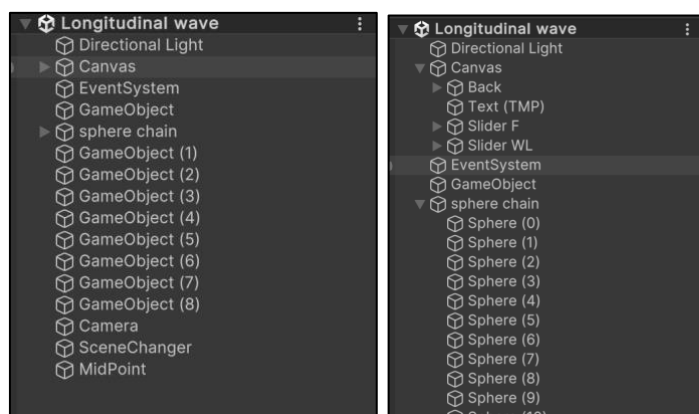 Longitudinal wave
Directional Light
Canvas
EventSystem
GameObject
sphere chain
GameObject (1)
GameObject (2)
GameObject (3)
GameObject (4)
GameObject (5)
GameObject (6)
GameObject (7)
GameObject (8)
Camera
SceneChanger
MidPoint
Longitudinal wave
Directional Light
Canvas
Back
Text (TMP)
Slider F
Slider WL
EventSystem
GameObject
sphere chain
Sphere (0)
Sphere (1)
Sphere (2)
Sphere (3)
Sphere (4)
Sphere (5)
Sphere (6)
Sphere (7)
Sphere (8)
Sphere (9)